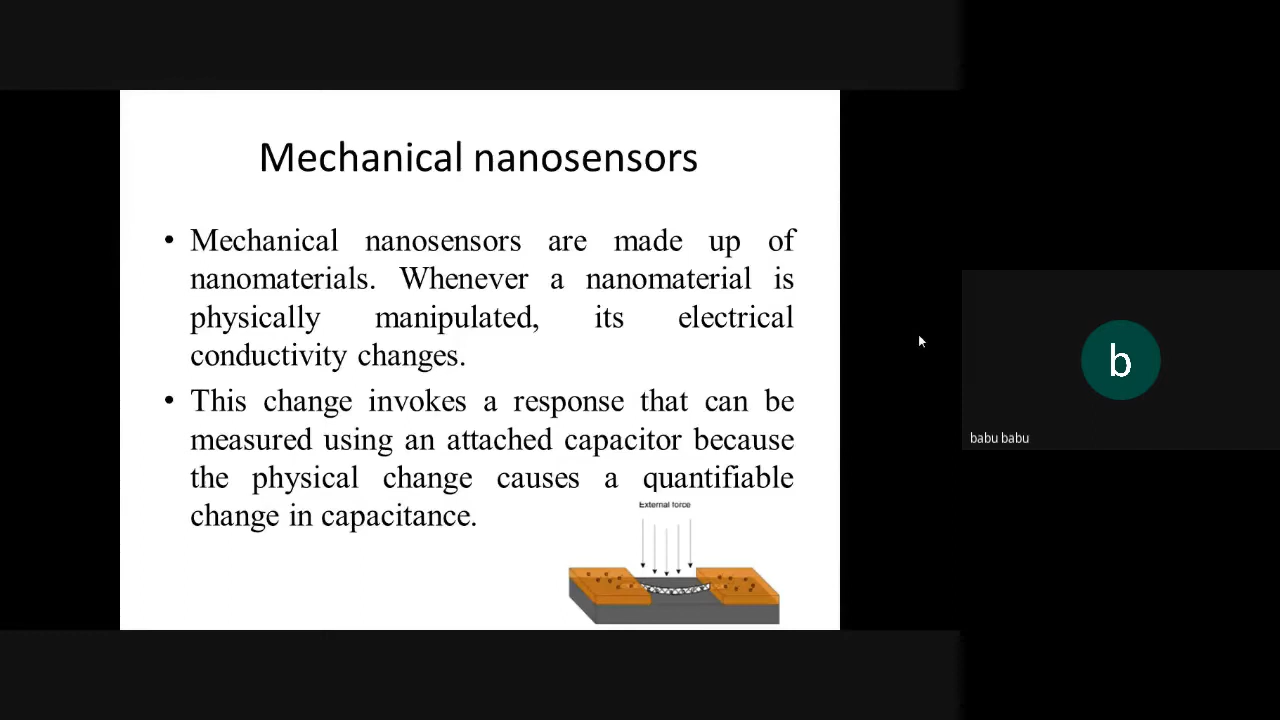 Mechanical nanosensors
• Mechanical nanosensors are made up of
nanomaterials. Whenever a nanomaterial is
physically manipulated, its electrical
conductivity changes.
• This change invokes a response that can be
measured using an attached capacitor because
the physical change causes a quantifiable
change in capacitance.
External force
b
babu babu